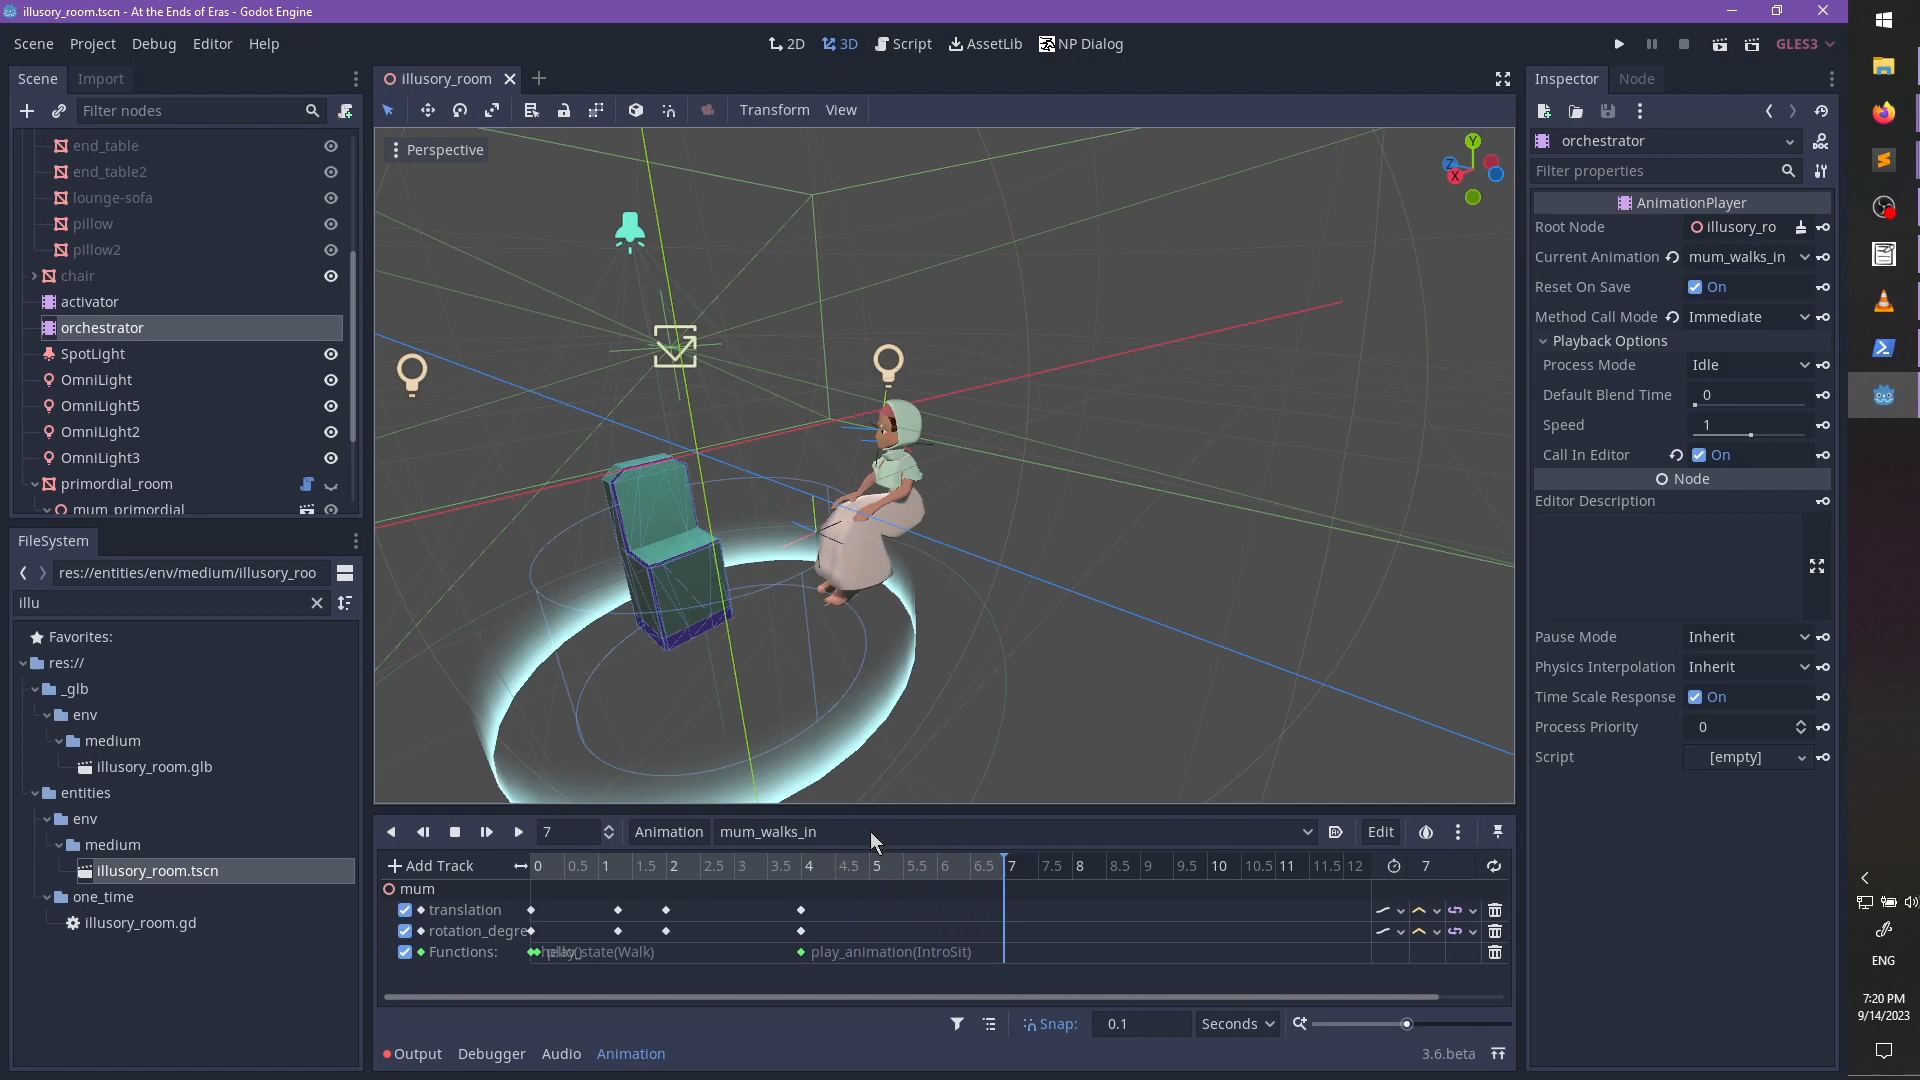 illusory_room.tscn - At the Ends of Eras - Godot Engine
Scene Project Debug Editor Help
2D 3D Script AssetLib NP Dialog
GLES3
Scene Import
Filter nodes
end_table
end_table2
lounge-sofa
pillow
pillow2
chair
activator
orchestrator
SpotLight
OmniLight
OmniLight5
OmniLight2
OmniLight3
primordial_room
mum_primordial
FileSystem
res://entities/env/medium/illusory_roo
illu
Favorites:
res://
_glb
env
medium
illusory_room.glb
entities
env
medium
illusory_room.tscn
one_time
illusory_room.gd
illusory_room
Transform View
Perspective
Y
Z
X
7 Animation mum_walks_in Edit
Add Track 0 0.5 1 1.5 2 2.5 3 3.5 4 4.5 5 5.5 6 6.5 7 7.5 8 8.5 9 9.5 10 10.5 11 11.5 12 7
mum
translation
rotation_degre
Functions: play_state(Walk) play_animation(IntroSit)
Snap: 0.1 Seconds
Output Debugger Audio Animation 3.6.beta
Inspector Node
orchestrator
Filter properties
AnimationPlayer
Root Node illusory_ro
Current Animation mum_walks_in
Reset On Save On
Method Call Mode Immediate
Playback Options
Process Mode Idle
Default Blend Time 0
Speed 1
Call In Editor On
Node
Editor Description
Pause Mode Inherit
Physics Interpolation Inherit
Time Scale Response On
Process Priority 0
Script [empty]
ENG
7:20 PM
9/14/2023